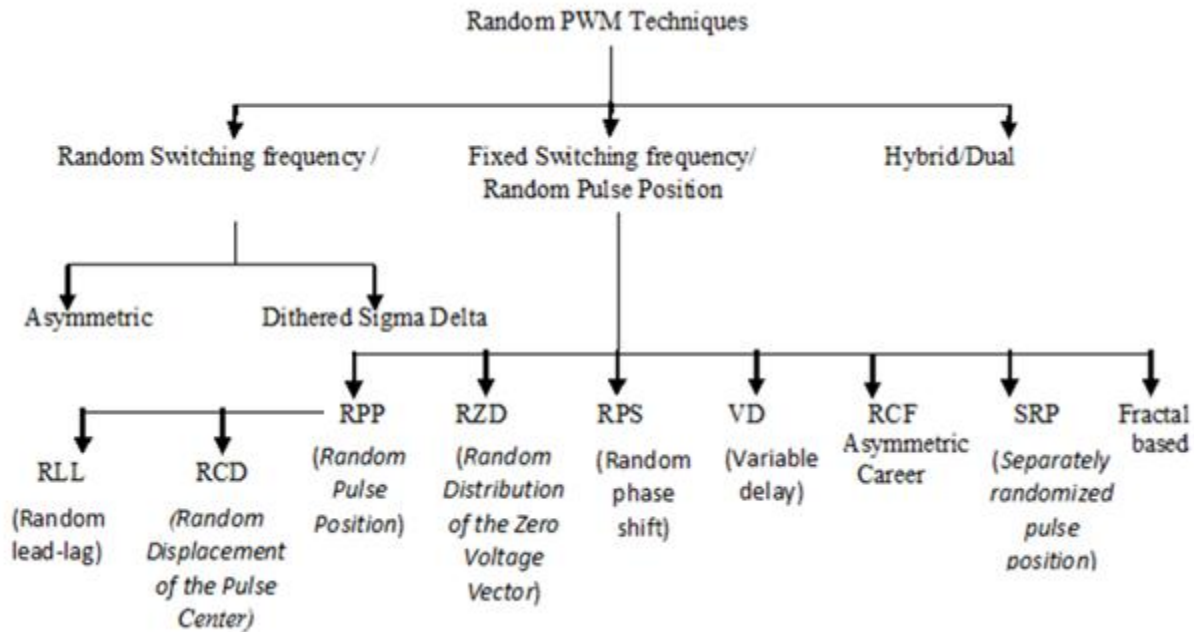 Random PWM Techniques
Random Switching frequency /
Fixed Switching frequency/
Random Pulse Position
Hybrid/Dual
Asymmetric
Dithered Sigma Delta
RPP
(Random
Pulse
Position)
RZD
(Random
Distribution
of the Zero
Voltage
Vector)
RPS
(Random
phase
shift)
VD
(Variable
delay)
RCF
Asymmetric
Career
SRP
(Separately
randomized
pulse
position)
Fractal
based
RLL
(Random
lead-lag)
RCD
(Random
Displacement
of the Pulse
Center)